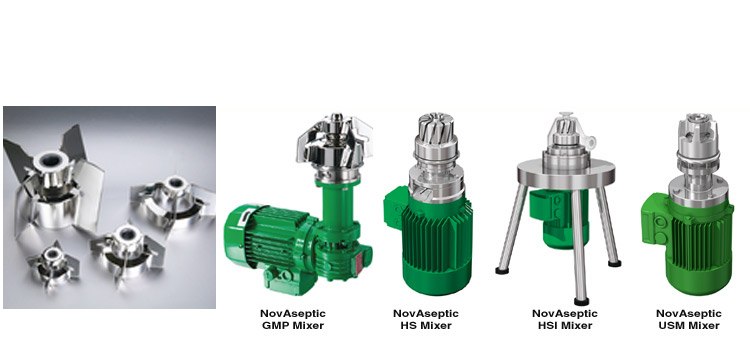 NovAseptic
GMP Mixer
NovAseptic
HS Mixer
NovAseptic
HSI Mixer
NovAseptic
USM Mixer